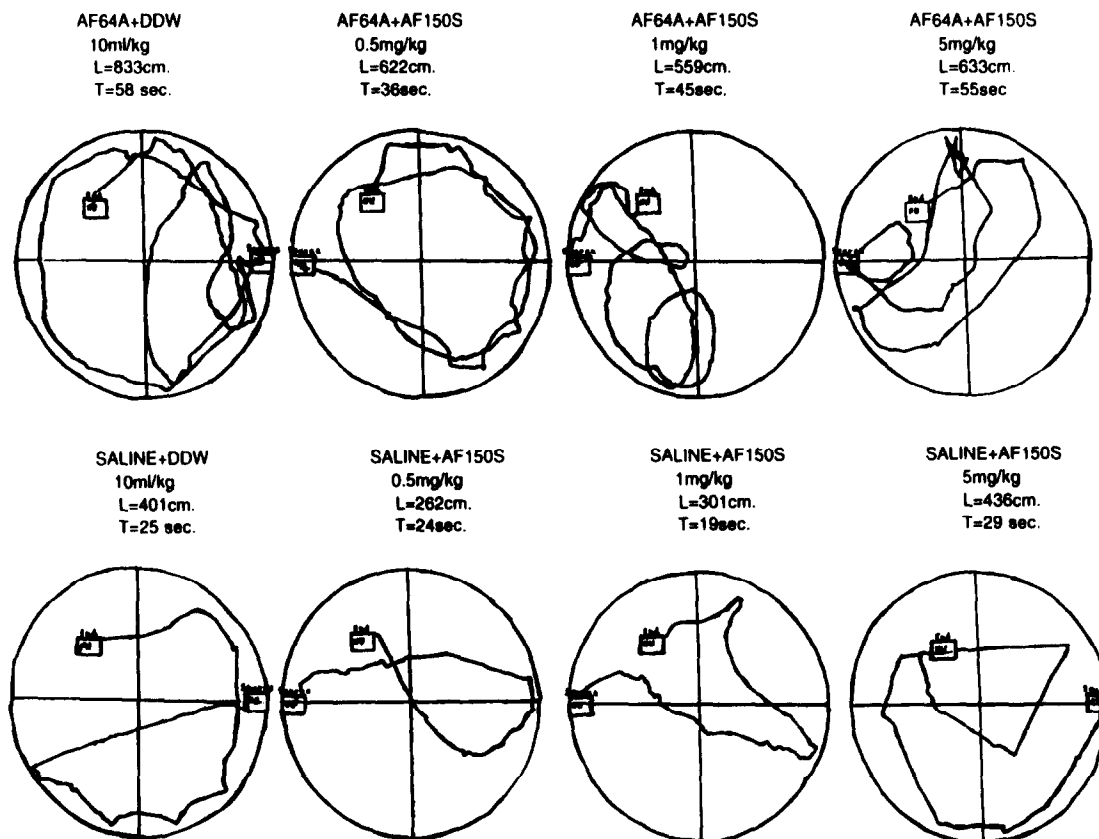 AF64A+DDW
10ml/kg
L=833cm.
T=58 sec.
AF64A+AF150S
0.5mg/kg
L=622cm.
T=36sec.
AF64A+AF150S
1mg/kg
L=559cm.
T=45sec.
AF64A+AF150S
5mg/kg
L=633cm.
T=55sec
SALINE+DDW
10ml/kg
L=401cm.
T=25 sec.
SALINE+AF150S
0.5mg/kg
L=262cm.
T=24sec.
SALINE+AF150S
1mg/kg
L=301cm.
T=19sec.
SALINE+AF150S
5mg/kg
L=436cm.
T=29 sec.